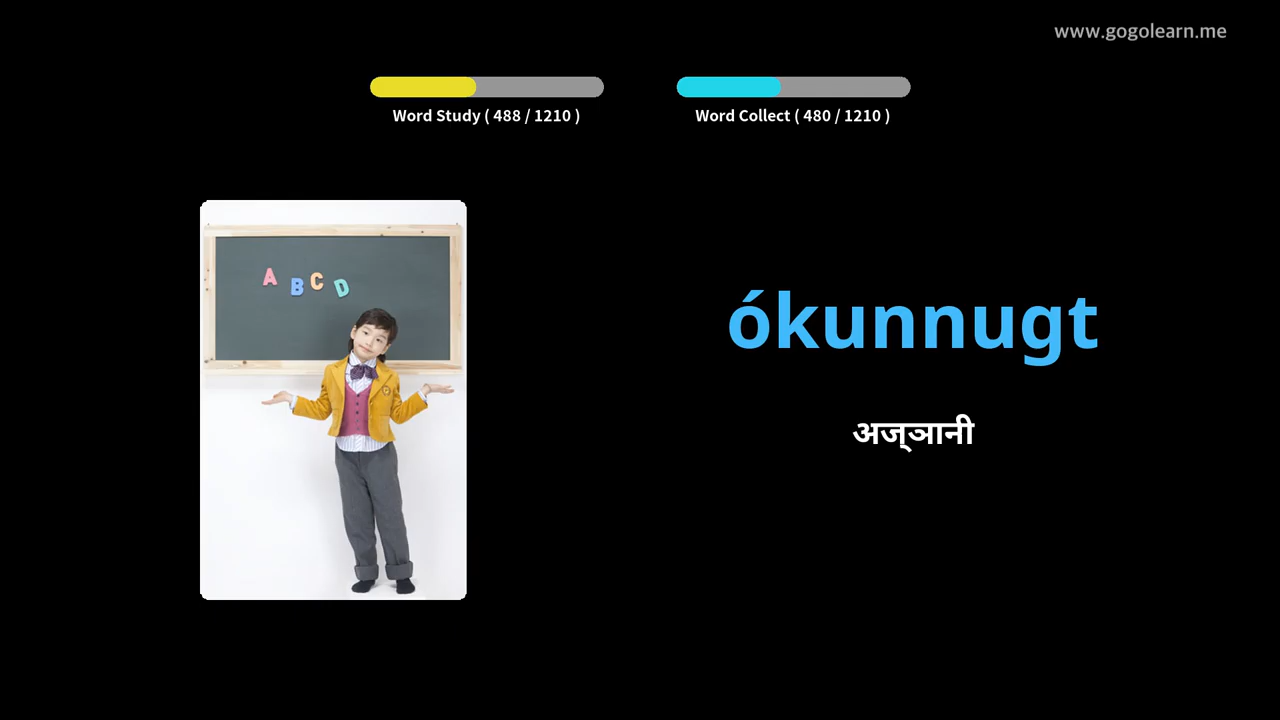 www.gogolearn.me
Word Study ( 488 / 1210 )
Word Collect ( 480 / 1210 )
A B C D
ókunnugt
अज्ञानी